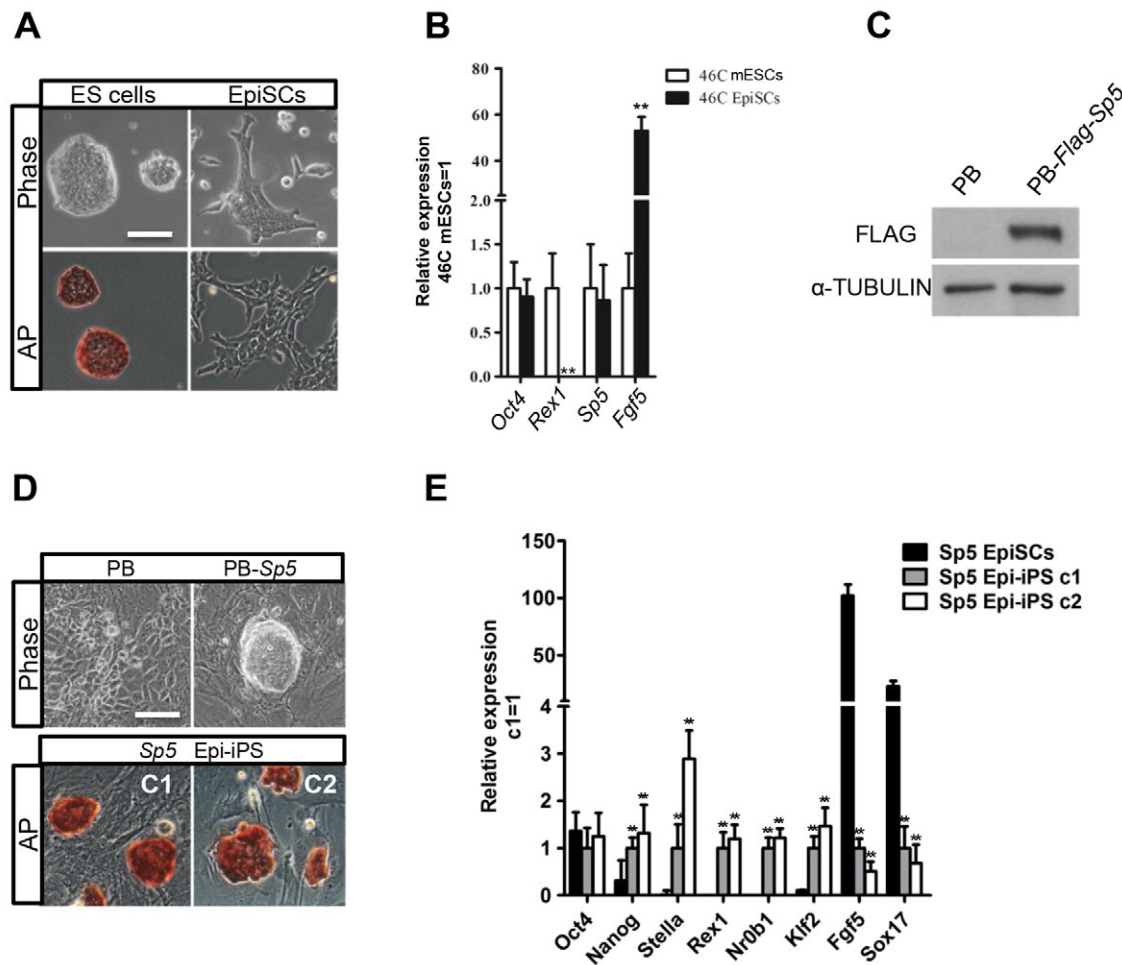 A
ES cells EpiSCs
Phase
AP
B
Relative expression
46C mESCs=1
80
60
40
20
2.0
1.5
1.0
0.5
0.0
**
**
Oct4 Rex1 Sp5 Fgf5
46C mESCs
46C EpiSCs
C
PB PB-Flag-Sp5
FLAG
α-TUBULIN
D
PB PB-Sp5
Phase
Sp5 Epi-iPS
AP
C1 C2
E
Relative expression
c1=1
150
100
50
4
3
2
1
0
** ** ** ** ** ** ** ** ** ** ** ** ** **
Oct4 Nanog Stella Rex1 Nr0b1 Klf2 Fgf5 Sox17
Sp5 EpiSCs
Sp5 Epi-iPS c1
Sp5 Epi-iPS c2